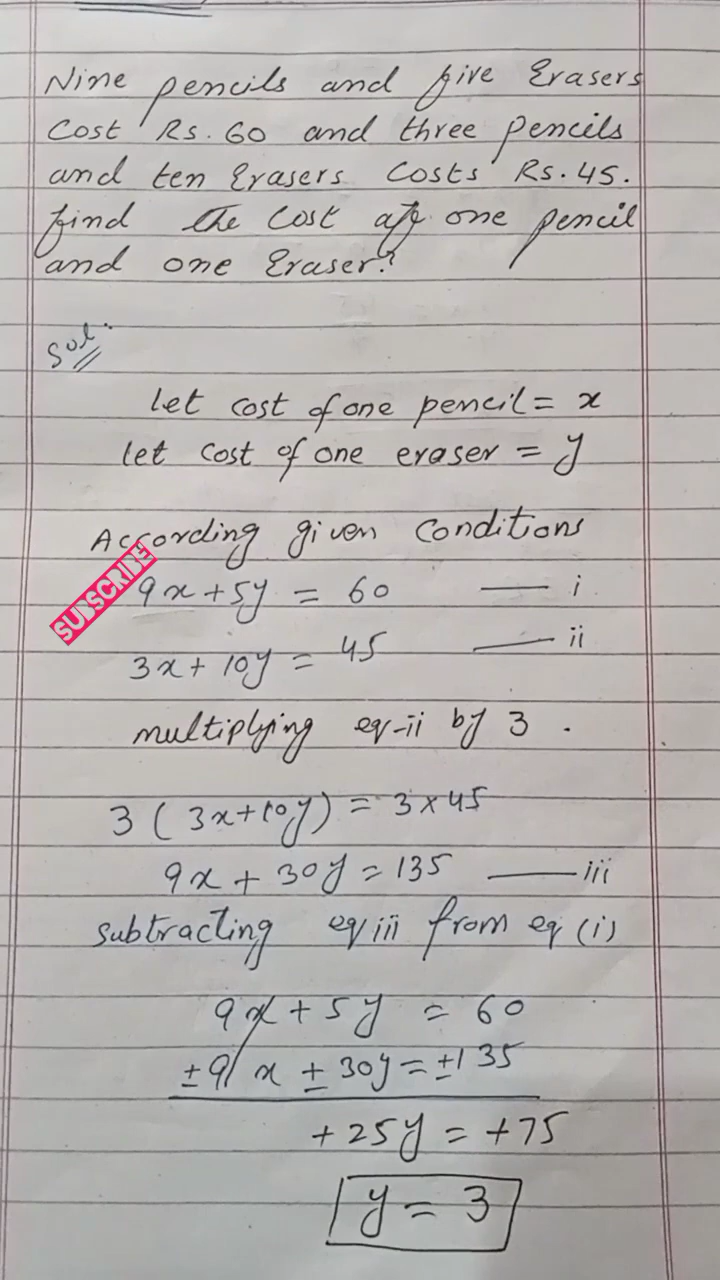 Nine pencils and five Erasers
Cost Rs. 60 and three pencils
and ten Erasers Costs Rs. 45.
find the Cost of one pencil
and one Eraser?
Sol.
let cost of one pencil = x
let cost of one eraser = y
According given conditions
SUBSCRIBE
9x + 5y = 60 — i
3x + 10y = 45 — ii
multiplying eq-ii by 3 .
3 ( 3x+10y) = 3 x 45
9x + 30y = 135 — iii
subtracting eq iii from eq (i)
9x + 5y = 60
± 9x ± 30y = ± 135
+ 25y = + 75
y = 3